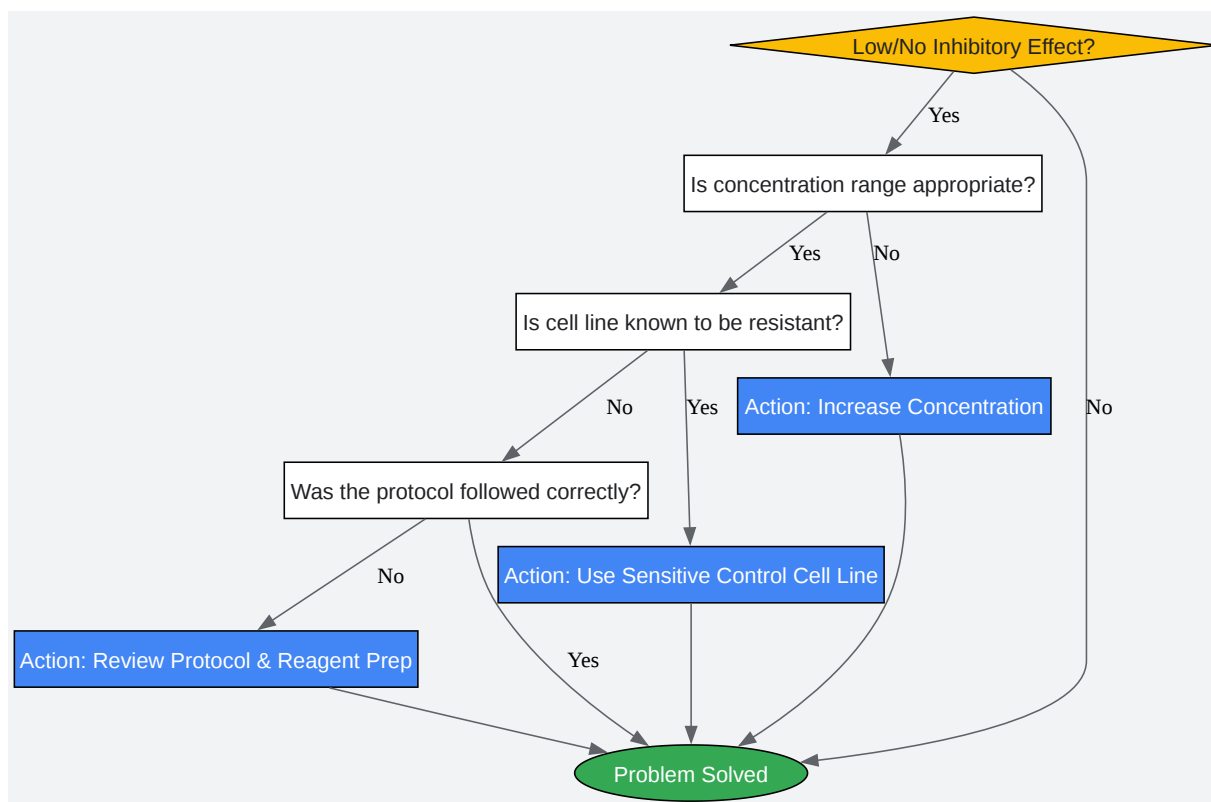 Low/No Inhibitory Effect?
Yes
Is concentration range appropriate?
Yes
No
Is cell line known to be resistant?
No
Yes
Action: Increase Concentration
No
Was the protocol followed correctly?
No
Action: Use Sensitive Control Cell Line
Action: Review Protocol & Reagent Prep
Yes
Problem Solved